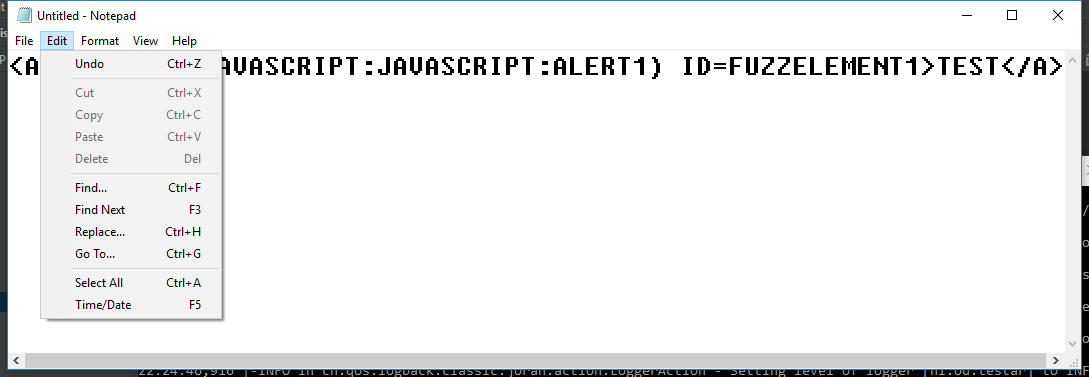 Untitled - Notepad
File Edit Format View Help
<A AVASCRIPT:JAVASCRIPT:ALERT1) ID=FUZZELEMENT1>TEST</A>
Undo Ctrl+Z
Cut Ctrl+X
Copy Ctrl+C
Paste Ctrl+V
Delete Del
Find... Ctrl+F
Find Next F3
Replace... Ctrl+H
Go To... Ctrl+G
Select All Ctrl+A
Time/Date F5
22:24:46,916 |-INFO in ch.qos.logback.classic.joran.action.LoggerAction - Setting level of logger [nl.ou.testar] to INF